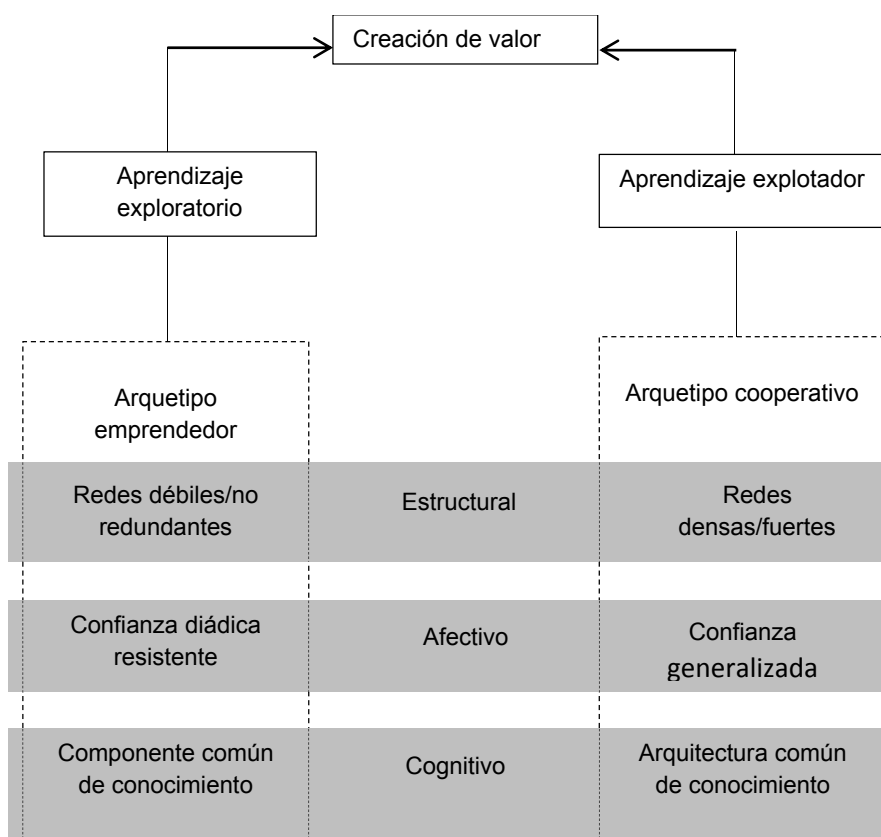 Creación de valor
Aprendizaje
exploratorio
Aprendizaje explotador
Arquetipo
emprendedor
Arquetipo cooperativo
Redes débiles/no
redundantes
Estructural
Redes
densas/fuertes
Confianza diádica
resistente
Afectivo
Confianza
generalizada
Componente común
de conocimiento
Cognitivo
Arquitectura común
de conocimiento